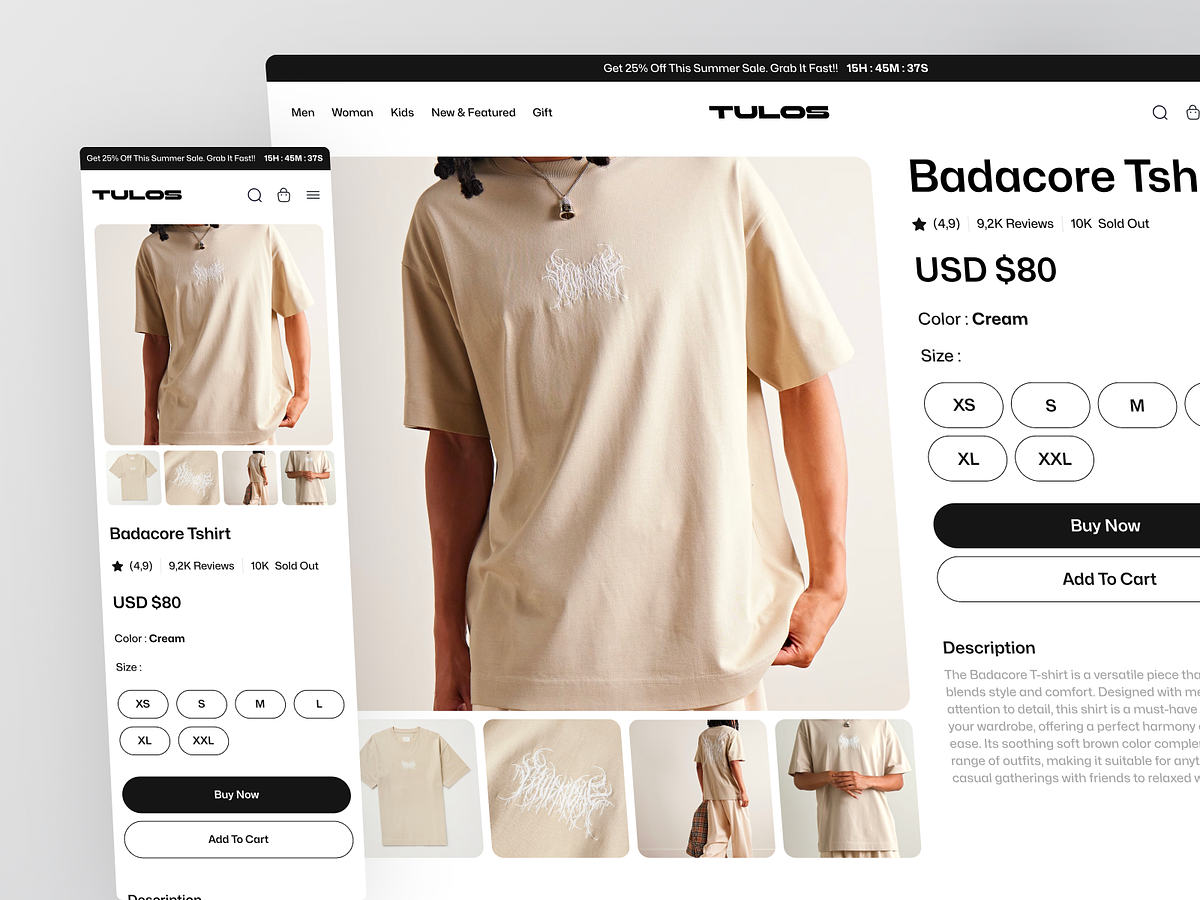 Get 25% Off This Summer Sale. Grab It Fast!! 15H : 45M : 37S
Men Woman Kids New & Featured Gift
TULOS
Badacore Tsh
(4,9) 9,2K Reviews 10K Sold Out
USD $80
Color : Cream
Size :
XS S M
XL XXL
Buy Now
Add To Cart
Description
The Badacore T-shirt is a versatile piece tha
blends style and comfort. Designed with me
attention to detail, this shirt is a must-have
your wardrobe, offering a perfect harmony
ease. Its soothing soft brown color comple
range of outfits, making it suitable for anyt
casual gatherings with friends to relaxed w
Get 25% Off This Summer Sale. Grab It Fast!! 15H : 45M : 37S
TULOS
Badacore Tshirt
(4,9) 9,2K Reviews 10K Sold Out
USD $80
Color : Cream
Size :
XS S M L
XL XXL
Buy Now
Add To Cart
Description